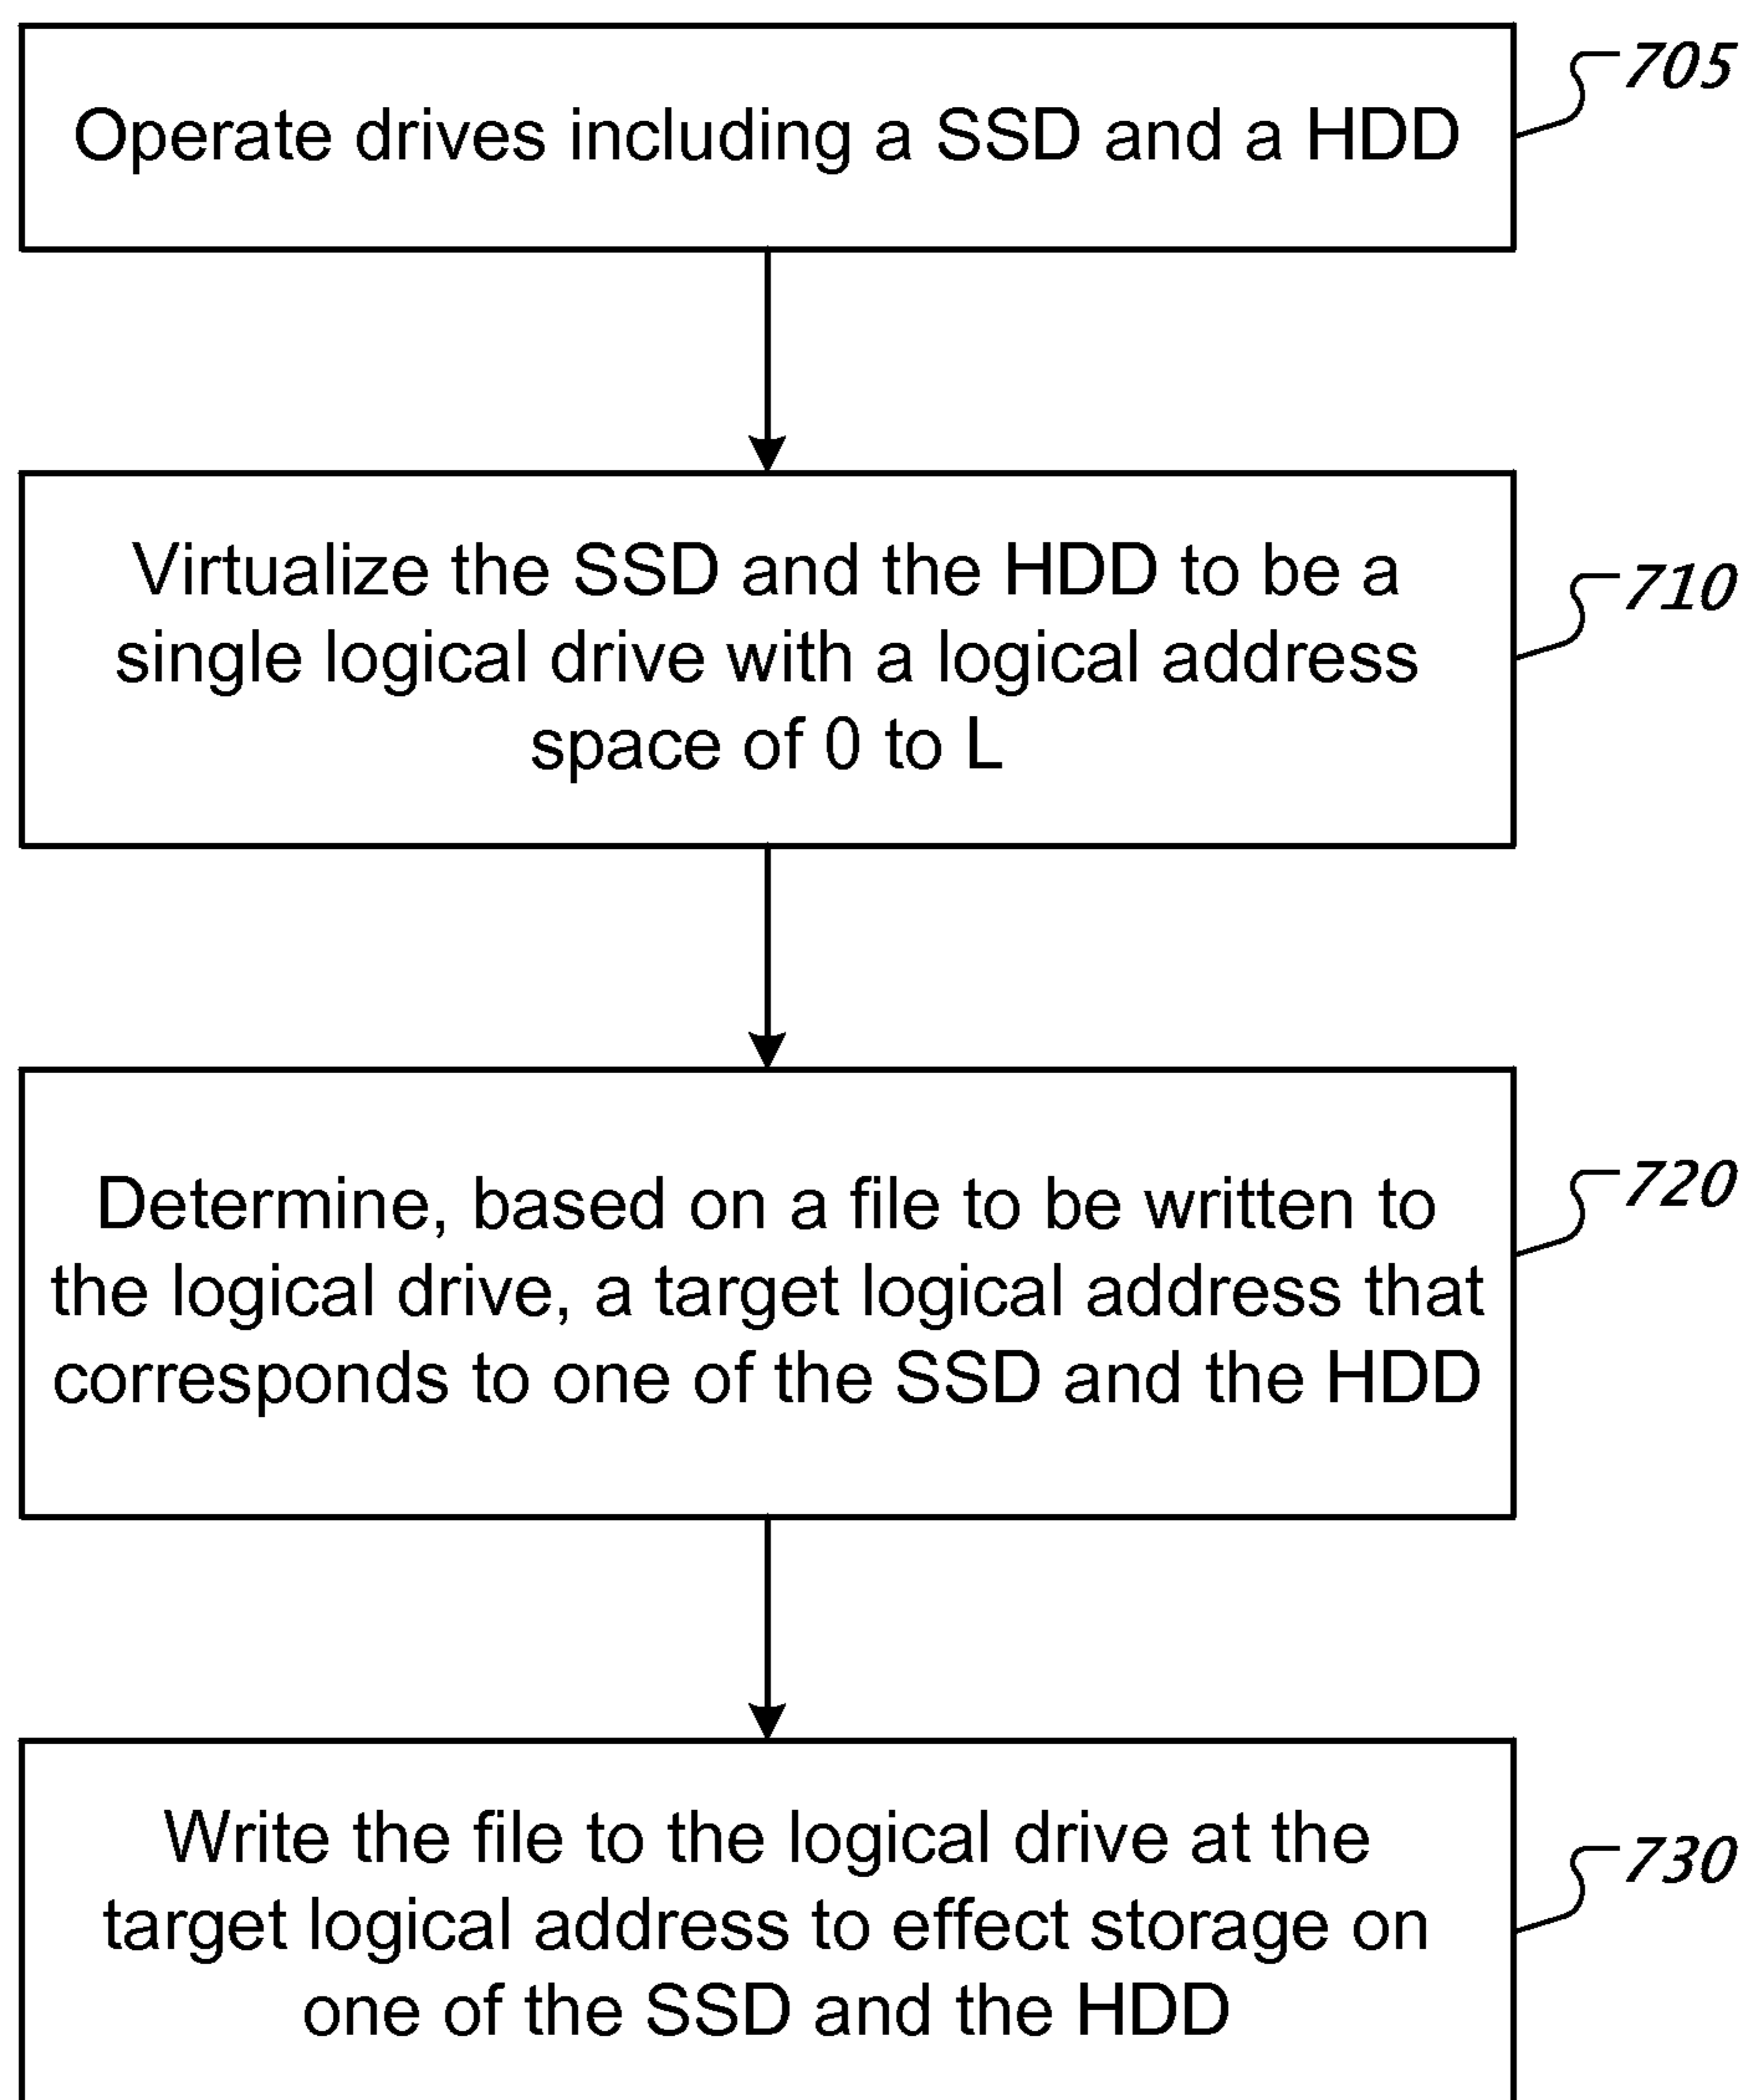 705
Operate drives including a SSD and a HDD
Virtualize the SSD and the HDD to be a
710
single logical drive with a logical address
space of 0 to L
720
Determine, based on a file to be written to
the logical drive, a target logical address that
corresponds to one of the SSD and the HDD
Write the file to the logical drive at the
730
target logical address to effect storage on
one of the SSD and the HDD